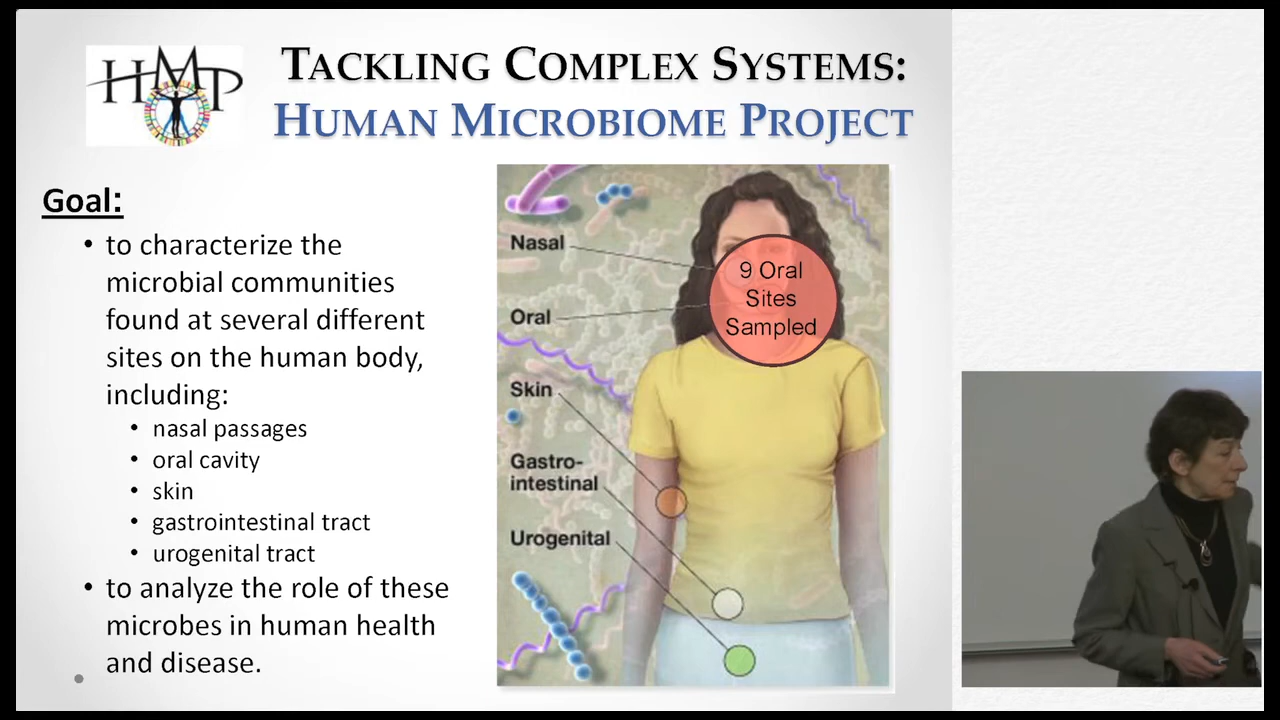 HMP
TACKLING COMPLEX SYSTEMS:
HUMAN MICROBIOME PROJECT
Goal:
• to characterize the
microbial communities
found at several different
sites on the human body,
including:
• nasal passages
• oral cavity
• skin
• gastrointestinal tract
• urogenital tract
• to analyze the role of these
microbes in human health
and disease.
Nasal
9 Oral
Sites
Sampled
Oral
Skin
Gastro-
intestinal
Urogenital